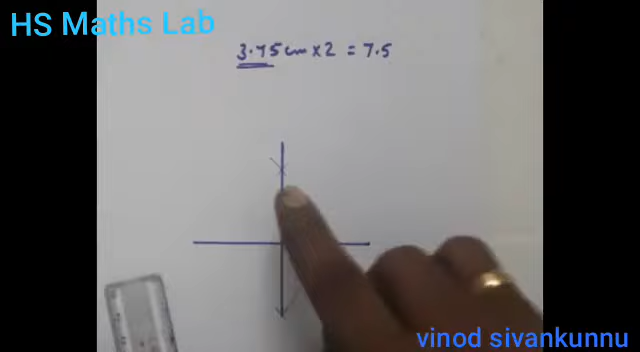 HS Maths Lab
3.75cm x 2 = 7.5
vinod sivankunnu